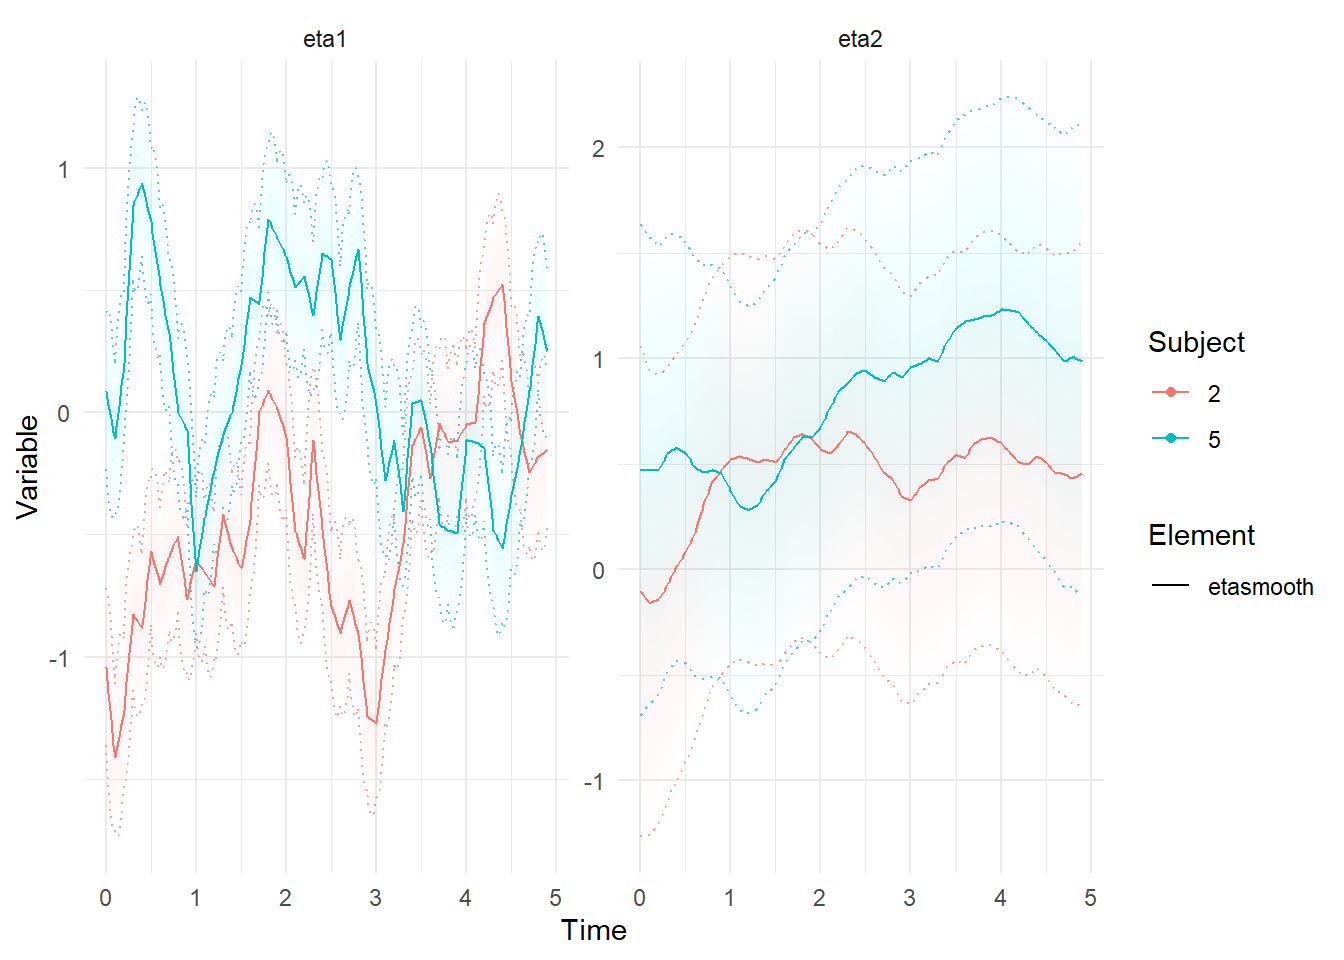 eta1
eta2
Variable
1
0
-1
2
1
0
-1
0 1 2 3 4 5
0 1 2 3 4 5
Time
Subject
2
5
Element
etasmooth